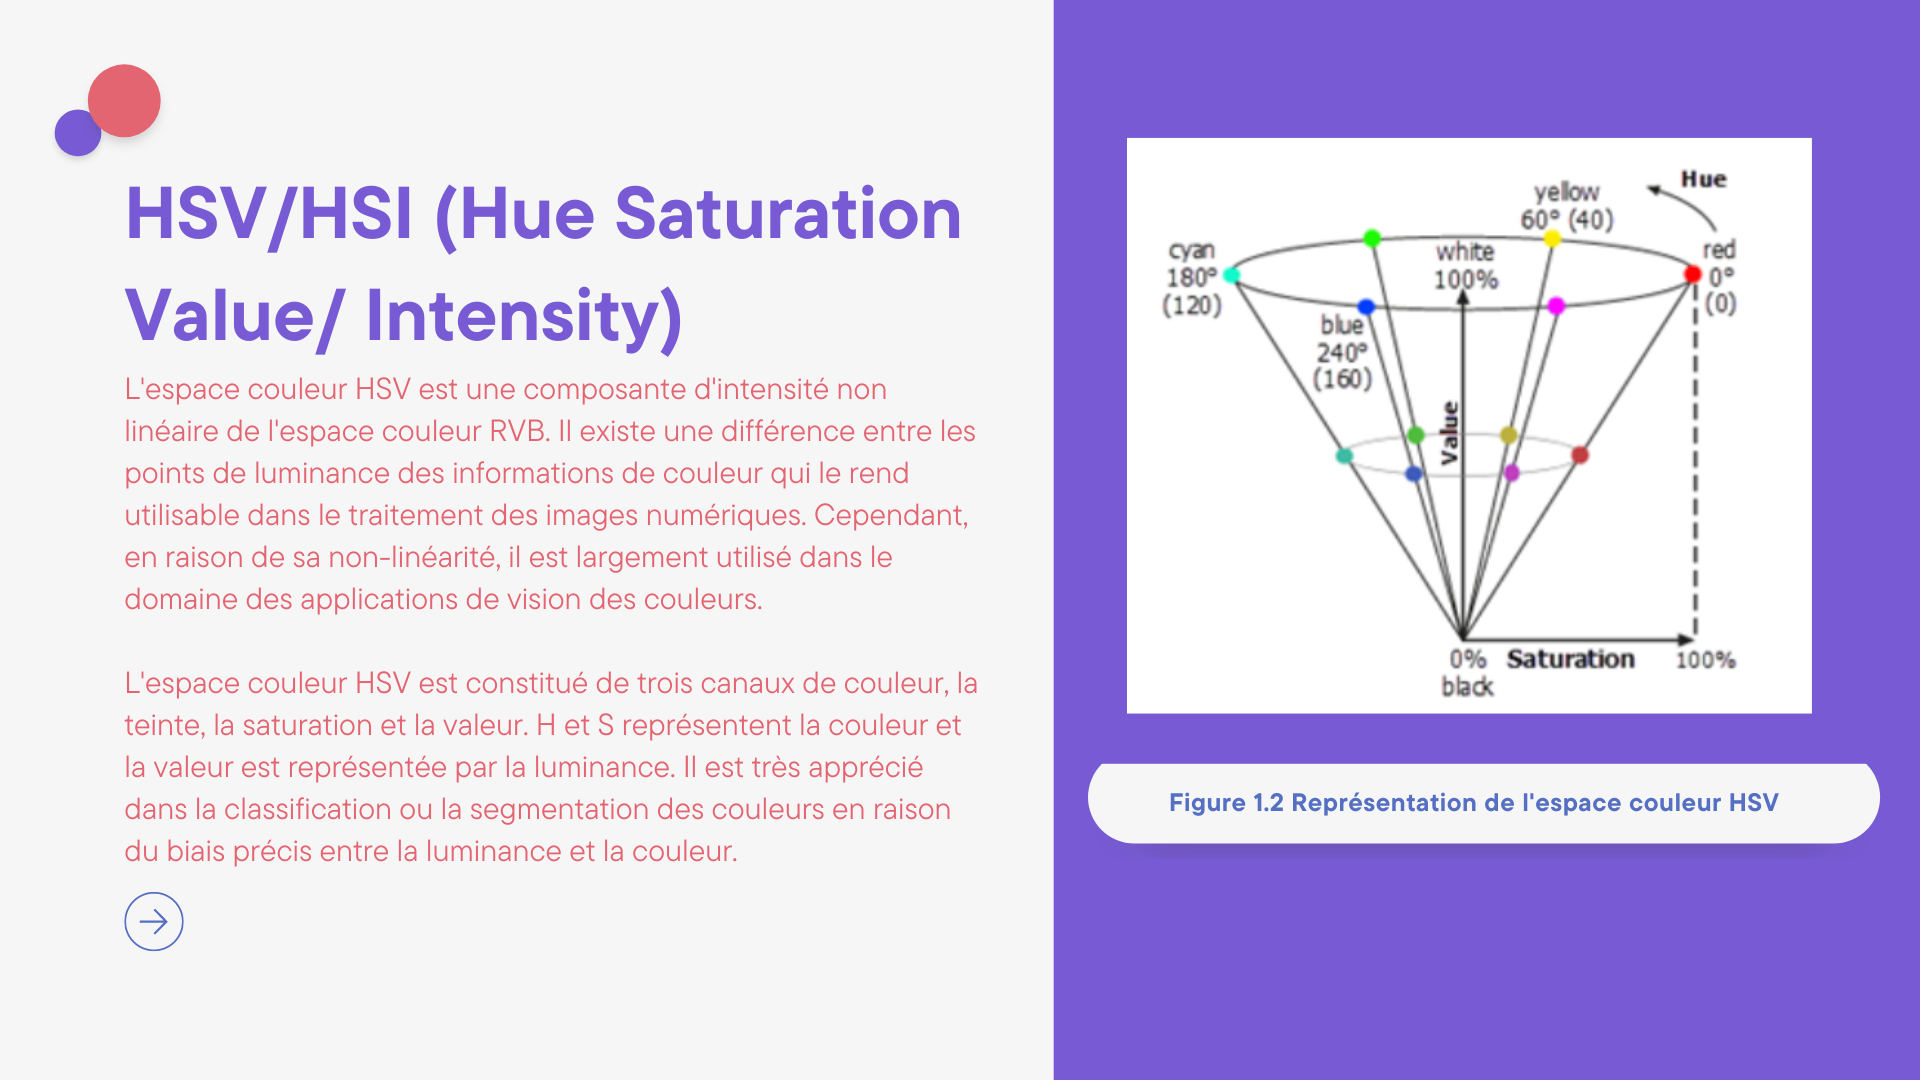 HSV/HSI (Hue Saturation
Value/ Intensity)
L'espace couleur HSV est une composante d'intensité non
linéaire de l'espace couleur RVB. Il existe une différence entre les
points de luminance des informations de couleur qui le rend
utilisable dans le traitement des images numériques. Cependant,
en raison de sa non-linéarité, il est largement utilisé dans le
domaine des applications de vision des couleurs.
L'espace couleur HSV est constitué de trois canaux de couleur, la
teinte, la saturation et la valeur. H et S représentent la couleur et
la valeur est représentée par la luminance. Il est très apprécié
dans la classification ou la segmentation des couleurs en raison
du biais précis entre la luminance et la couleur.
Hue
yellow
60° (40)
red
0°
(0)
white
100%
cyan
180°
(120)
blue
240°
(160)
Value
0%
black
Saturation
100%
Figure 1.2 Représentation de l'espace couleur HSV